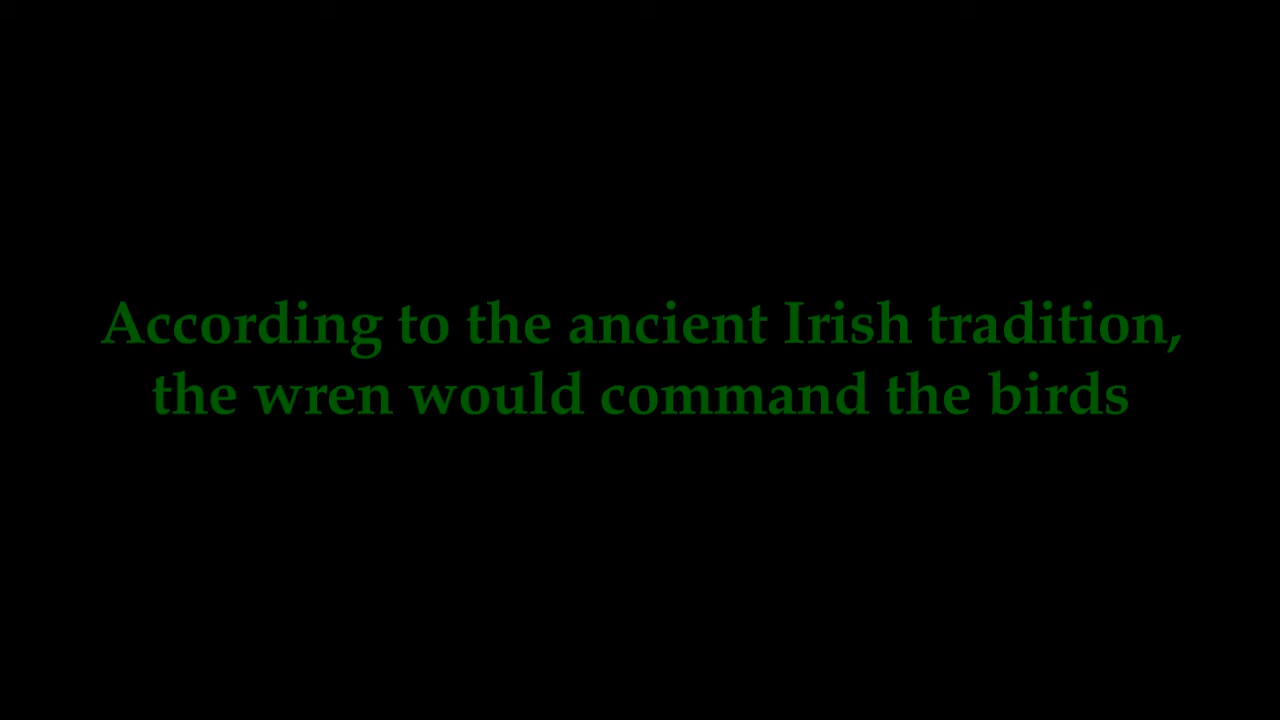 According to the ancient Irish tradition,
the wren would command the birds